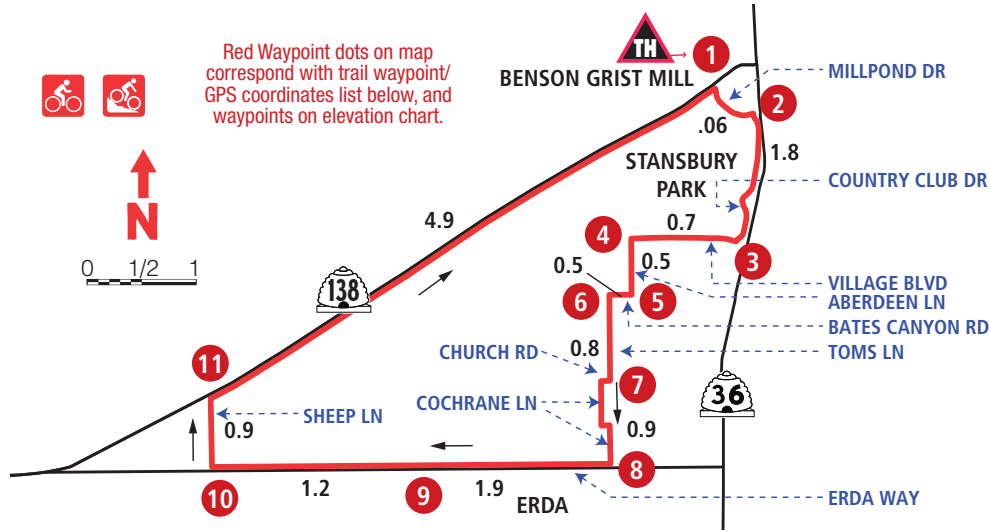 Red Waypoint dots on map
correspond with trail waypoint/
GPS coordinates list below, and
waypoints on elevation chart.
TH
1
BENSON GRIST MILL
MILLPOND DR
2
.06
1.8
STANSBURY
PARK
COUNTRY CLUB DR
N
0 1/2 1
4.9
138
4
0.7
3
0.5
0.5
VILLAGE BLVD
ABERDEEN LN
6
5
BATES CANYON RD
0.8
TOMS LN
CHURCH RD
7
36
11
SHEEP LN
COCHRANE LN
0.9
0.9
8
10
1.2
9
1.9
ERDA
ERDA WAY